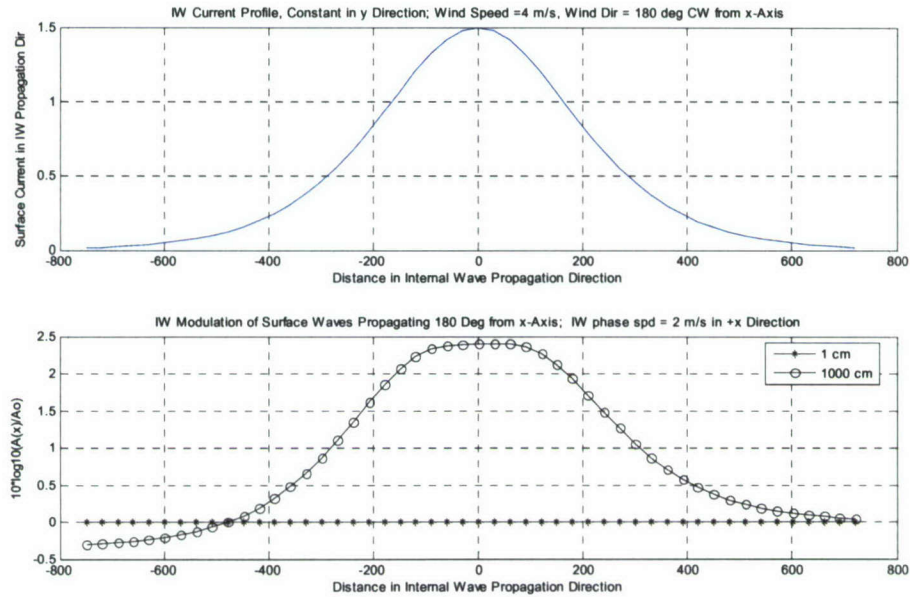 IW Current Profile, Constant in y Direction; Wind Speed =4 m/s, Wind Dir = 180 deg CW from x-Axis
Surface Current in IW Propagation Dir
1.5
1
0.5
0
-800 -600 -400 -200 0 200 400 600 800
Distance in Internal Wave Propagation Direction
IW Modulation of Surface Waves Propagating 180 Deg from x-Axis; IW phase spd = 2 m/s in +x Direction
10*log10(A(x)/Ao)
2.5
2
1.5
1
0.5
0
-0.5
1 cm
1000 cm
-800 -600 -400 -200 0 200 400 600 800
Distance in Internal Wave Propagation Direction